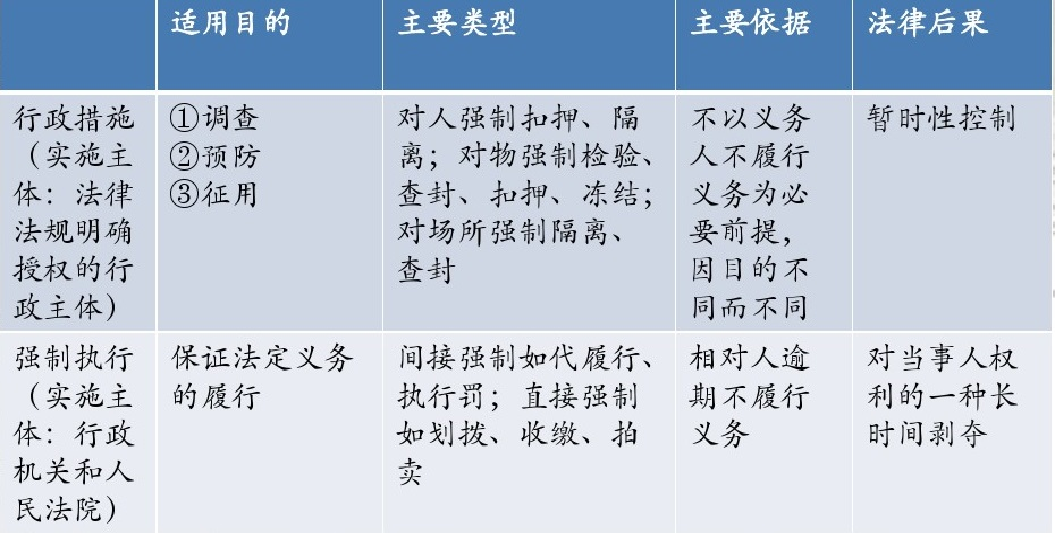 适用目的
主要类型
主要依据
法律后果
行政措施
（实施主
体：法律
法规明确
授权的行
政主体）
①调查
②预防
③征用
对人强制扣押、隔
离；对物强制检验、
查封、扣押、冻结；
对场所强制隔离、
查封
不以义务
人不履行
义务为必
要前提，
因目的不
同而不同
暂时性控制
强制执行
（实施主
体：行政
机关和人
民法院）
保证法定义务
的履行
间接强制如代履行、
执行罚；直接强制
如划拨、收缴、拍
卖
相对人逾
期不履行
义务
对当事人权
利的一种长
时间剥夺